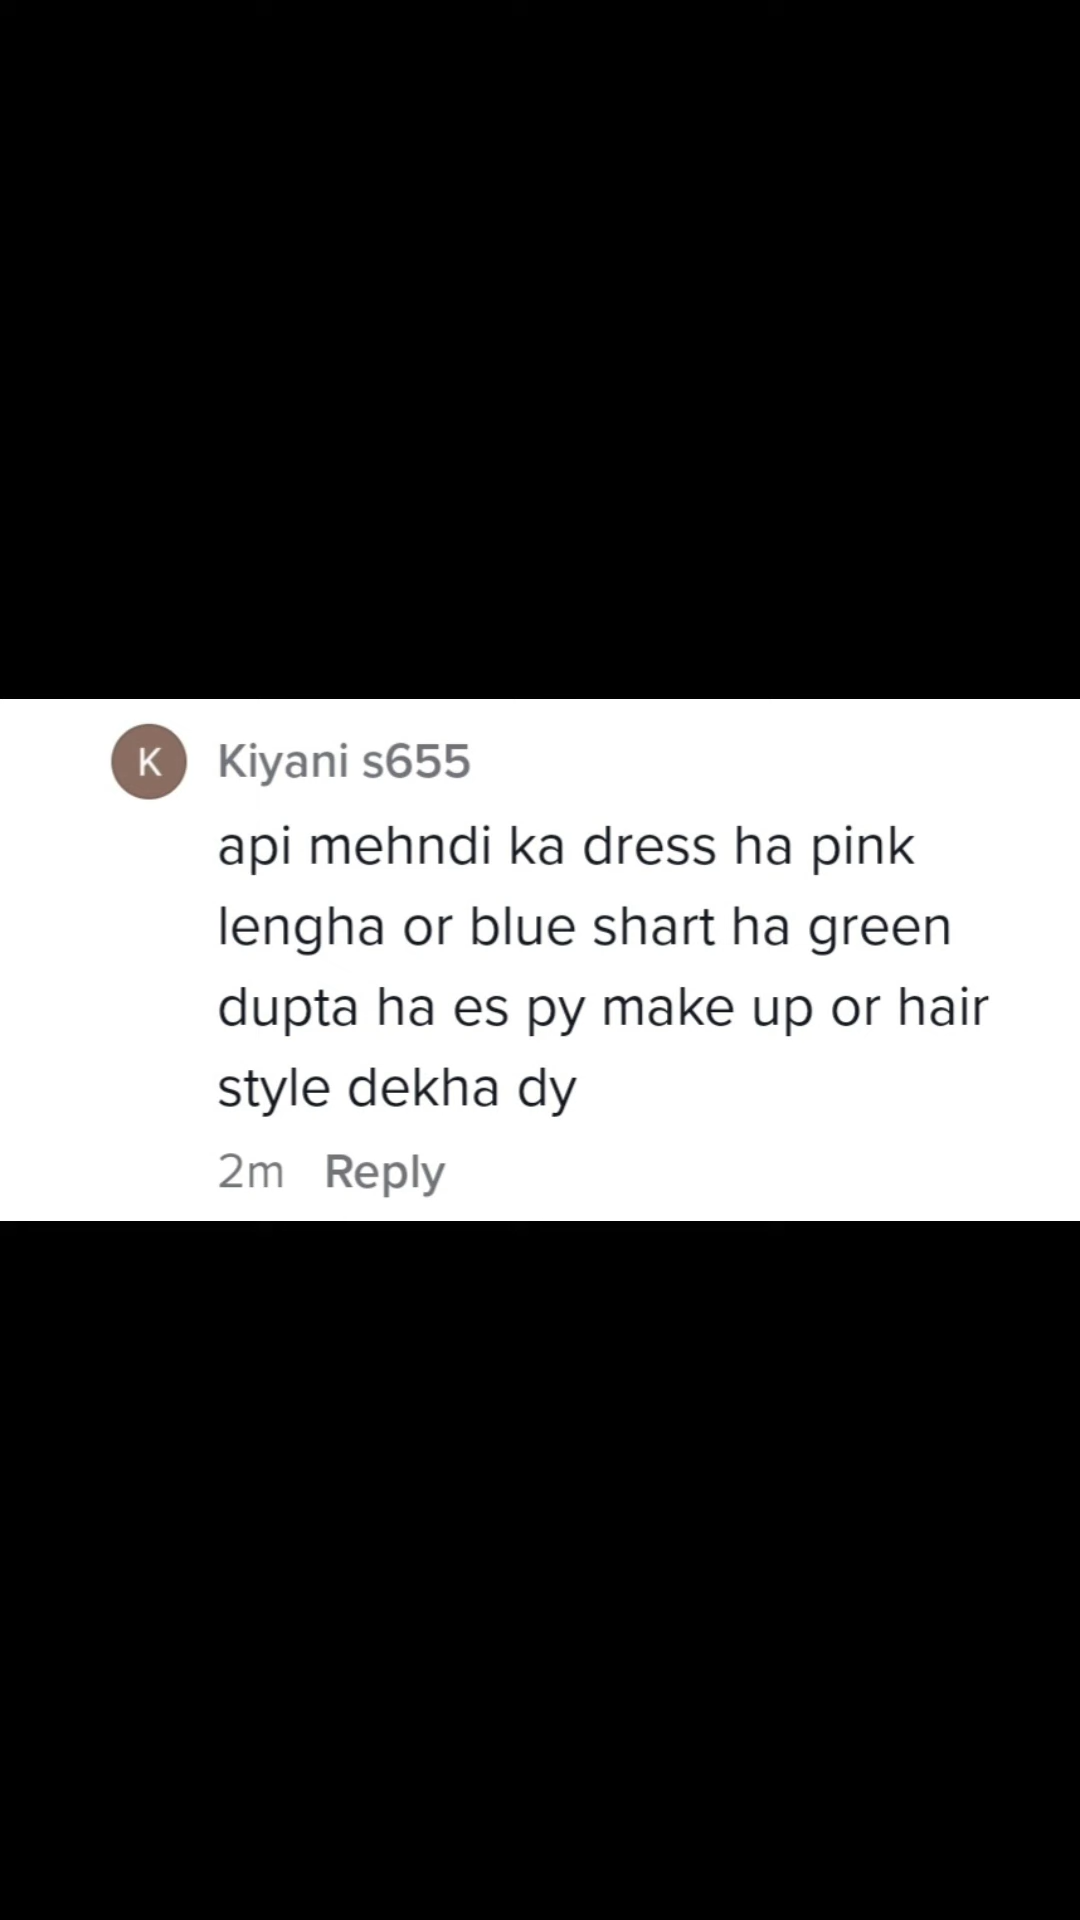 K
Kiyani s655
api mehndi ka dress ha pink
lengha or blue shart ha green
dupta ha es py make up or hair
style dekha dy
2m Reply